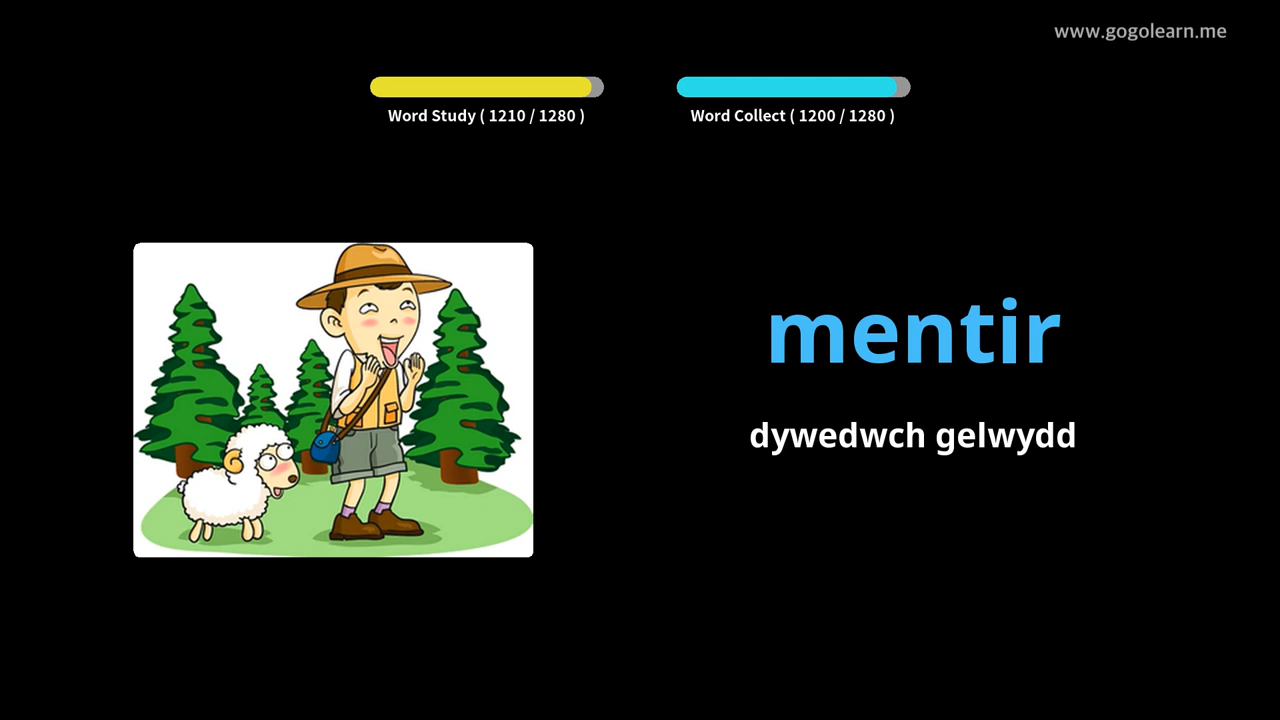 www.gogolearn.me
Word Study ( 1210 / 1280 )
Word Collect ( 1200 / 1280 )
mentir
dywedwch gelwydd